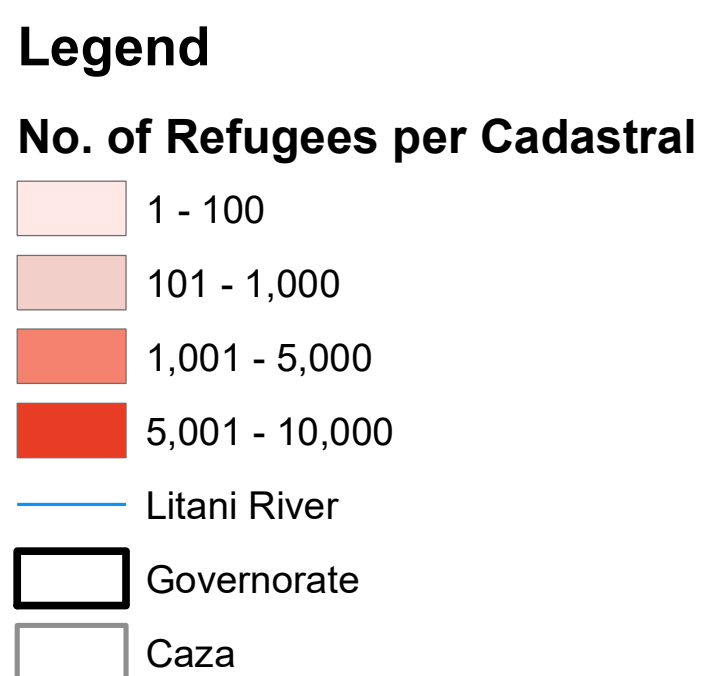 Legend
No. of Refugees per Cadastral
1 - 100
101 - 1,000
1,001 - 5,000
5,001 - 10,000
Litani River
Governorate
Caza